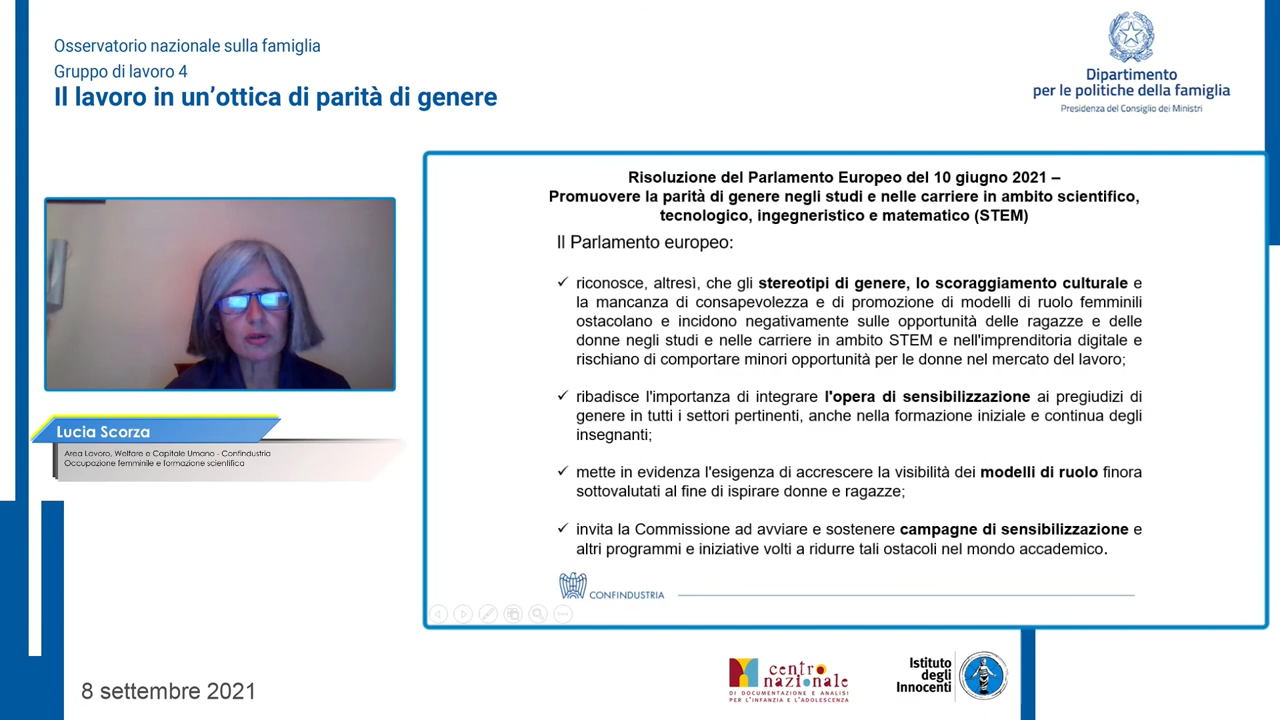 Osservatorio nazionale sulla famiglia
Gruppo di lavoro 4
Il lavoro in un'ottica di parità di genere
Dipartimento
per le politiche della famiglia
Presidenza del Consiglio dei Ministri
Risoluzione del Parlamento Europeo del 10 giugno 2021 –
Promuovere la parità di genere negli studi e nelle carriere in ambito scientifico,
tecnologico, ingegneristico e matematico (STEM)
Il Parlamento europeo:
✓ riconosce, altresì, che gli stereotipi di genere, lo scoraggiamento culturale e
la mancanza di consapevolezza e di promozione di modelli di ruolo femminili
ostacolano e incidono negativamente sulle opportunità delle ragazze e delle
donne negli studi e nelle carriere in ambito STEM e nell'imprenditoria digitale e
rischiano di comportare minori opportunità per le donne nel mercato del lavoro;
✓ ribadisce l'importanza di integrare l'opera di sensibilizzazione ai pregiudizi di
genere in tutti i settori pertinenti, anche nella formazione iniziale e continua degli
insegnanti;
✓ mette in evidenza l'esigenza di accrescere la visibilità dei modelli di ruolo finora
sottovalutati al fine di ispirare donne e ragazze;
✓ invita la Commissione ad avviare e sostenere campagne di sensibilizzazione e
altri programmi e iniziative volti a ridurre tali ostacoli nel mondo accademico.
CONFINDUSTRIA
Lucia Scorza
Area Lavoro, Welfare e Capitale Umano - Confindustria
Occupazione femminile e formazione scientifica
8 settembre 2021
centro
nazionale
DI DOCUMENTAZIONE E ANALISI
PER L'INFANZIA E L'ADOLESCENZA
Istituto
degli
Innocenti